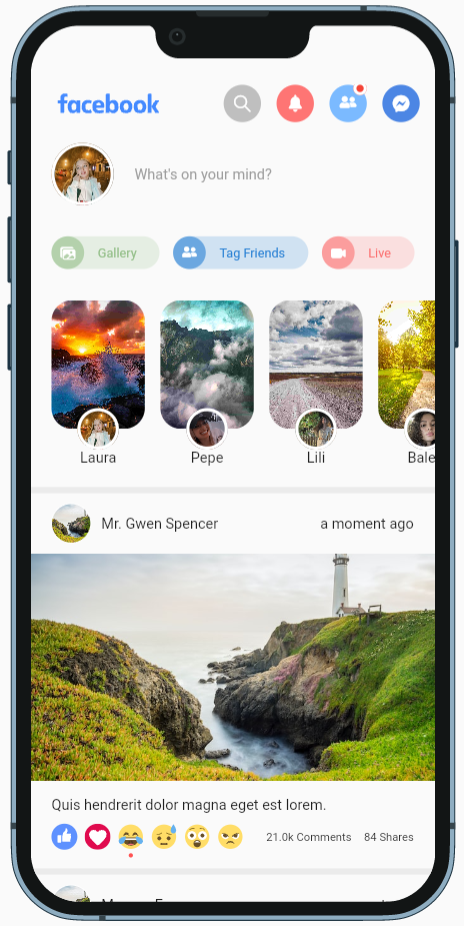 facebook
What's on your mind?
Gallery Tag Friends Live
Laura Pepe Lili Bale
Mr. Gwen Spencer a moment ago
Quis hendrerit dolor magna eget est lorem.
21.0k Comments 84 Shares